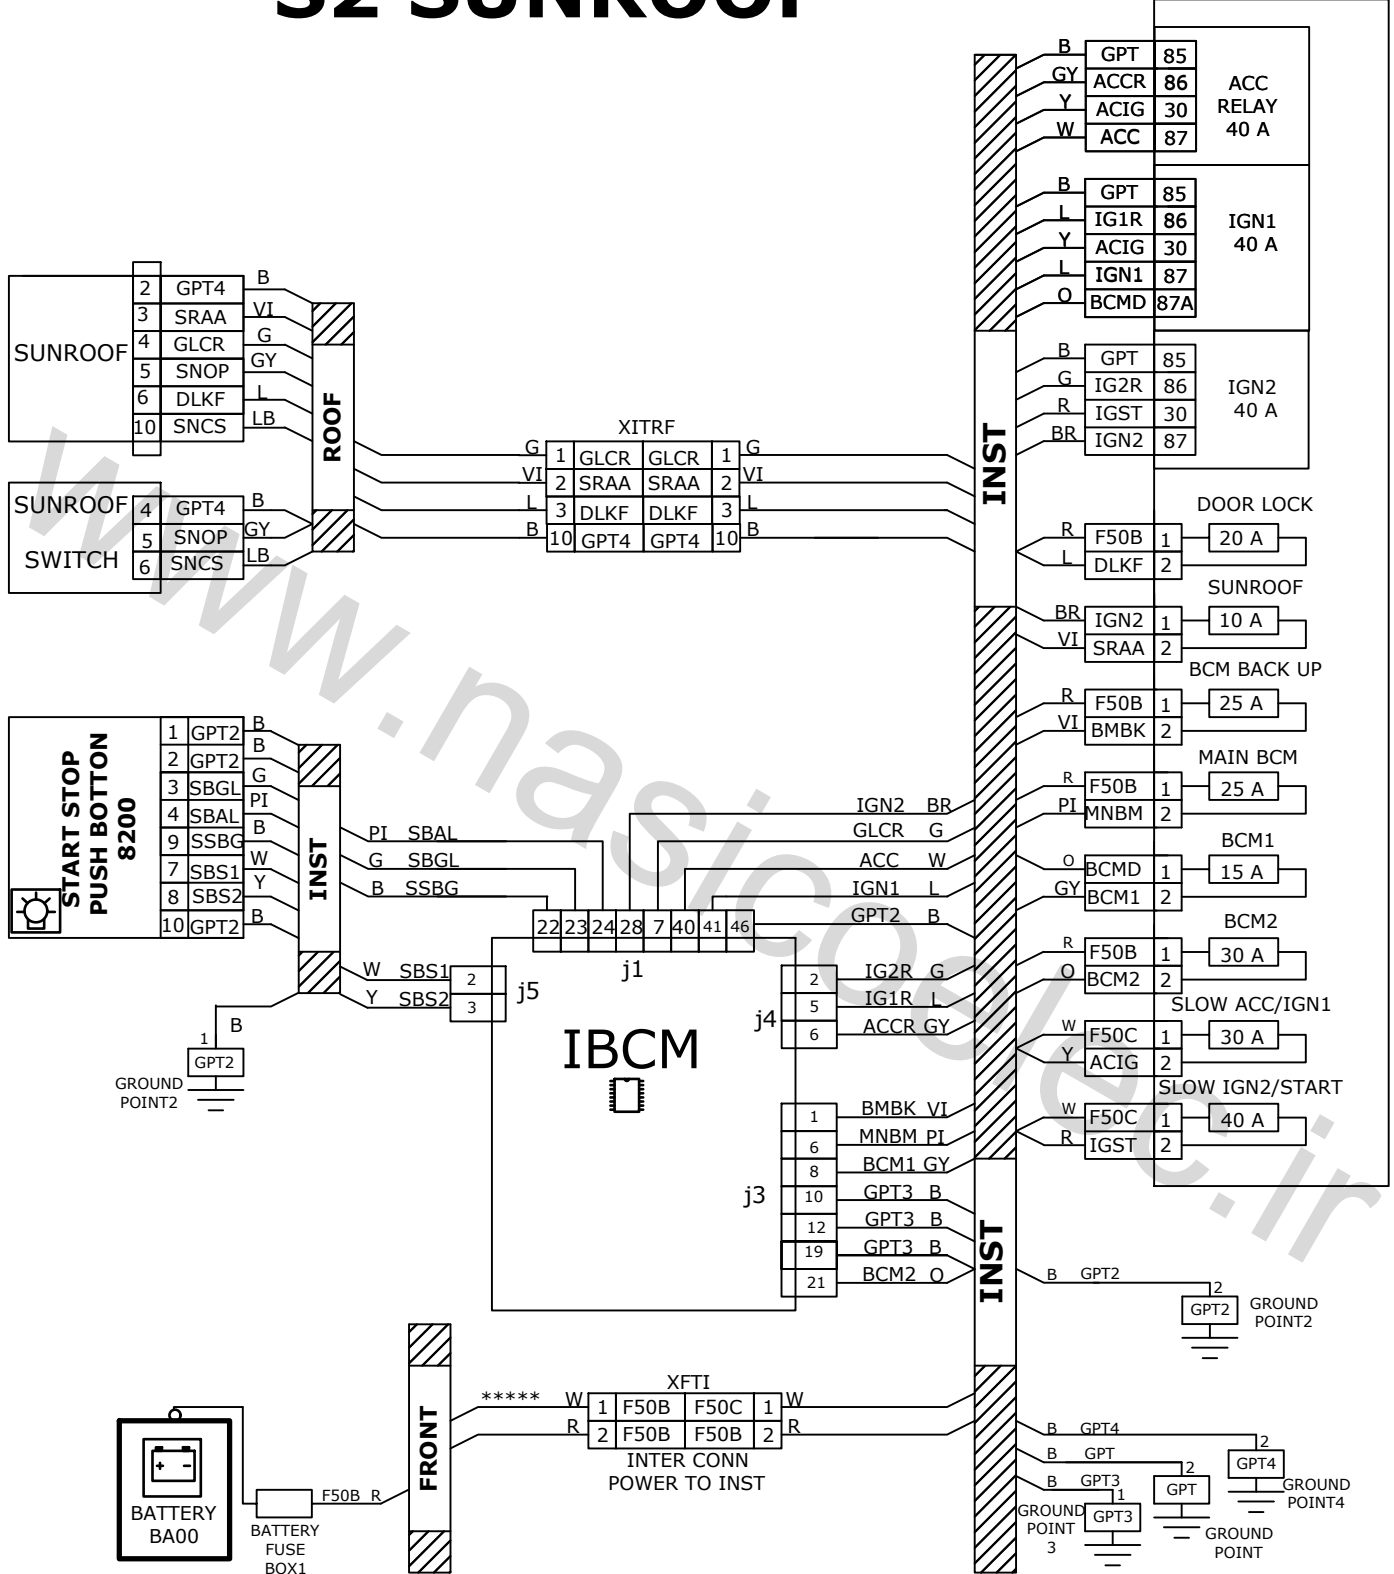 S2 SUNROOF
B GPT 85
GY ACCR 86
Y ACIG 30
W ACC 87
ACC
RELAY
40 A
B GPT 85
L IG1R 86
Y ACIG 30
L IGN1 87
O BCMD 87A
IGN1
40 A
B GPT 85
G IG2R 86
R IGST 30
BR IGN2 87
IGN2
40 A
SUNROOF
2 GPT4 B
3 SRAA VI
4 GLCR G
5 SNOP GY
6 DLKF L
10 SNCS LB
ROOF
SUNROOF
SWITCH
4 GPT4 B
5 SNOP GY
6 SNCS LB
XITRF
G 1 GLCR GLCR 1 G
VI 2 SRAA SRAA 2 VI
L 3 DLKF DLKF 3 L
B 10 GPT4 GPT4 10 B
INST
DOOR LOCK
R F50B 1 20 A
L DLKF 2
SUNROOF
BR IGN2 1 10 A
VI SRAA 2
BCM BACK UP
R F50B 1 25 A
VI BMBK 2
MAIN BCM
R F50B 1 25 A
PI MNBM 2
BCM1
O BCMD 1 15 A
GY BCM1 2
BCM2
R F50B 1 30 A
O BCM2 2
SLOW ACC/IGN1
W F50C 1 30 A
Y ACIG 2
SLOW IGN2/START
W F50C 1 40 A
R IGST 2
START STOP
PUSH BOTTON
8200
1 GPT2 B
2 GPT2 B
3 SBGL G
4 SBAL PI
9 SSBG B
7 SBS1 W
8 SBS2 Y
10 GPT2 B
INST
PI SBAL
G SBGL
B SSBG
IGN2 BR
GLCR G
ACC W
IGN1 L
GPT2 B
22 23 24 28 7 40 41 46
j1
W SBS1 2
Y SBS2 3
j5
IBCM
j4
2 IG2R G
5 IG1R L
6 ACCR GY
j3
1 BMBK VI
6 MNBM PI
8 BCM1 GY
10 GPT3 B
12 GPT3 B
19 GPT3 B
21 BCM2 O
B
1
GPT2
GROUND
POINT2
INST
B GPT2
2
GPT2
GROUND
POINT2
FRONT
XFTI
***** W 1 F50B F50C 1 W
R 2 F50B F50B 2 R
INTER CONN
POWER TO INST
+ -
BATTERY
BA00
BATTERY
FUSE
BOX1
F50B R
B GPT4
2
GPT4
GROUND
POINT4
B GPT
2
GPT
GROUND
POINT
B GPT3
1
GPT3
GROUND
POINT
3
www.nasicoelec.ir